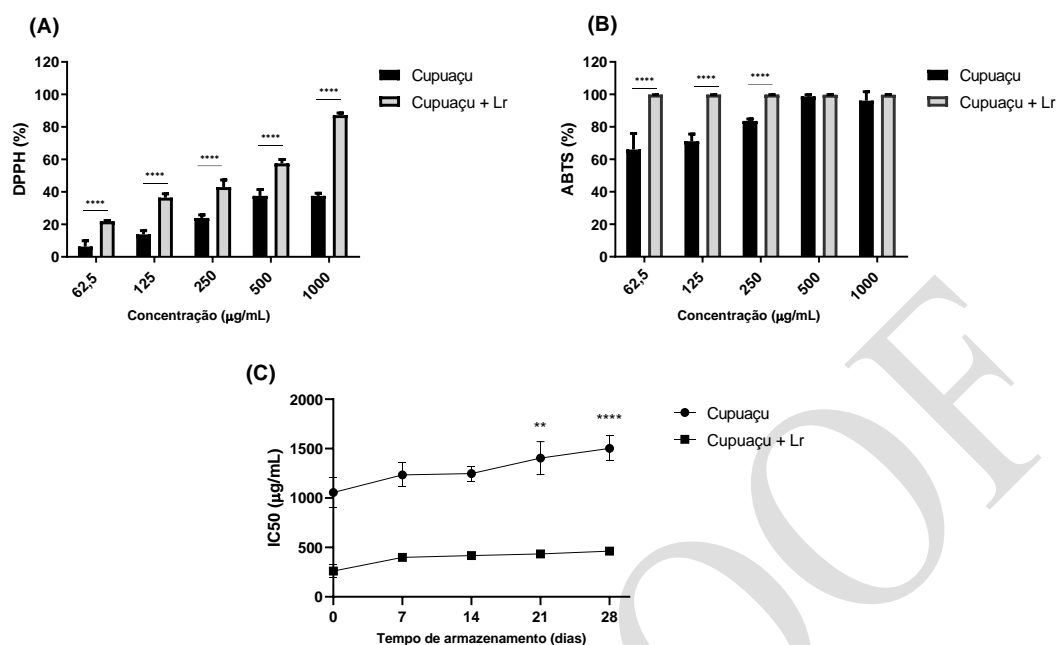 (A)
120
100
80
60
40
20
0
DPPH (%)
****
****
****
****
****
62,5
125
250
500
1000
Concentração (µg/mL)
Cupuaçu
Cupuaçu + Lr
(B)
120
100
80
60
40
20
0
ABTS (%)
****
****
****
62,5
125
250
500
1000
Concentração (µg/mL)
Cupuaçu
Cupuaçu + Lr
(C)
2000
1500
1000
500
0
IC50 (µg/mL)
**
****
0
7
14
21
28
Tempo de armazenamento (dias)
Cupuaçu
Cupuaçu + Lr
OOF